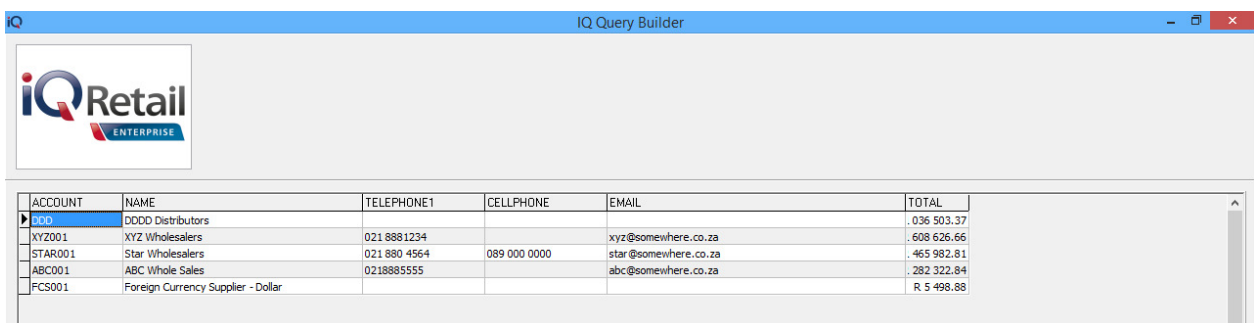 iQ IQ Query Builder
iQ Retail
ENTERPRISE
ACCOUNT NAME TELEPHONE1 CELLPHONE EMAIL TOTAL
DDD DDDD Distributors . 036 503.37
XYZ001 XYZ Wholesalers 021 8881234 xyz@somewhere.co.za . 608 626.66
STAR001 Star Wholesalers 021 880 4564 089 000 0000 star@somewhere.co.za . 465 982.81
ABC001 ABC Whole Sales 0218885555 abc@somewhere.co.za . 282 322.84
FCS001 Foreign Currency Supplier - Dollar R 5 498.88